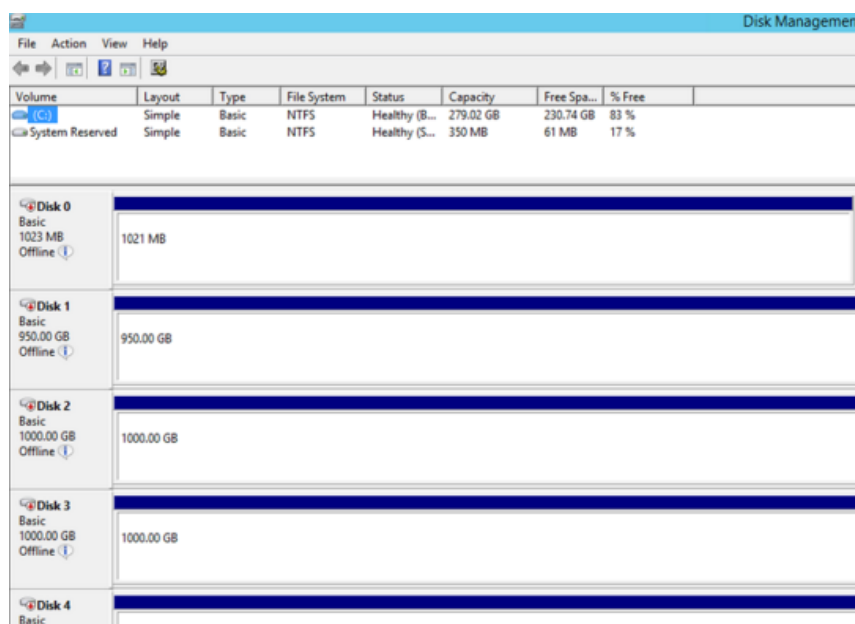 Disk Managemen
File Action View Help
Volume Layout Type File System Status Capacity Free Spa... % Free
(C:) Simple Basic NTFS Healthy (B... 279.02 GB 230.74 GB 83 %
System Reserved Simple Basic NTFS Healthy (S... 350 MB 61 MB 17 %
Disk 0
Basic
1023 MB
Offline
1021 MB
Disk 1
Basic
950.00 GB
Offline
950.00 GB
Disk 2
Basic
1000.00 GB
Offline
1000.00 GB
Disk 3
Basic
1000.00 GB
Offline
1000.00 GB
Disk 4
Basic